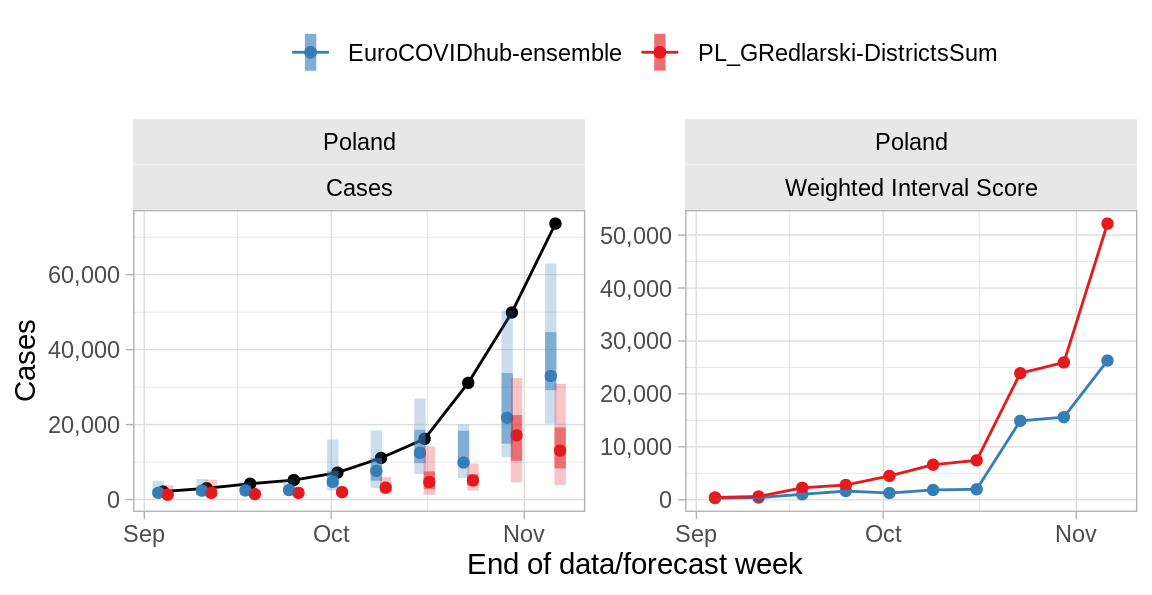 EuroCOVIDhub-ensemble PL_GRedlarski-DistrictsSum
Poland
Cases
Cases
60,000
40,000
20,000
0
Sep Oct Nov
Poland
Weighted Interval Score
50,000
40,000
30,000
20,000
10,000
0
Sep Oct Nov
End of data/forecast week